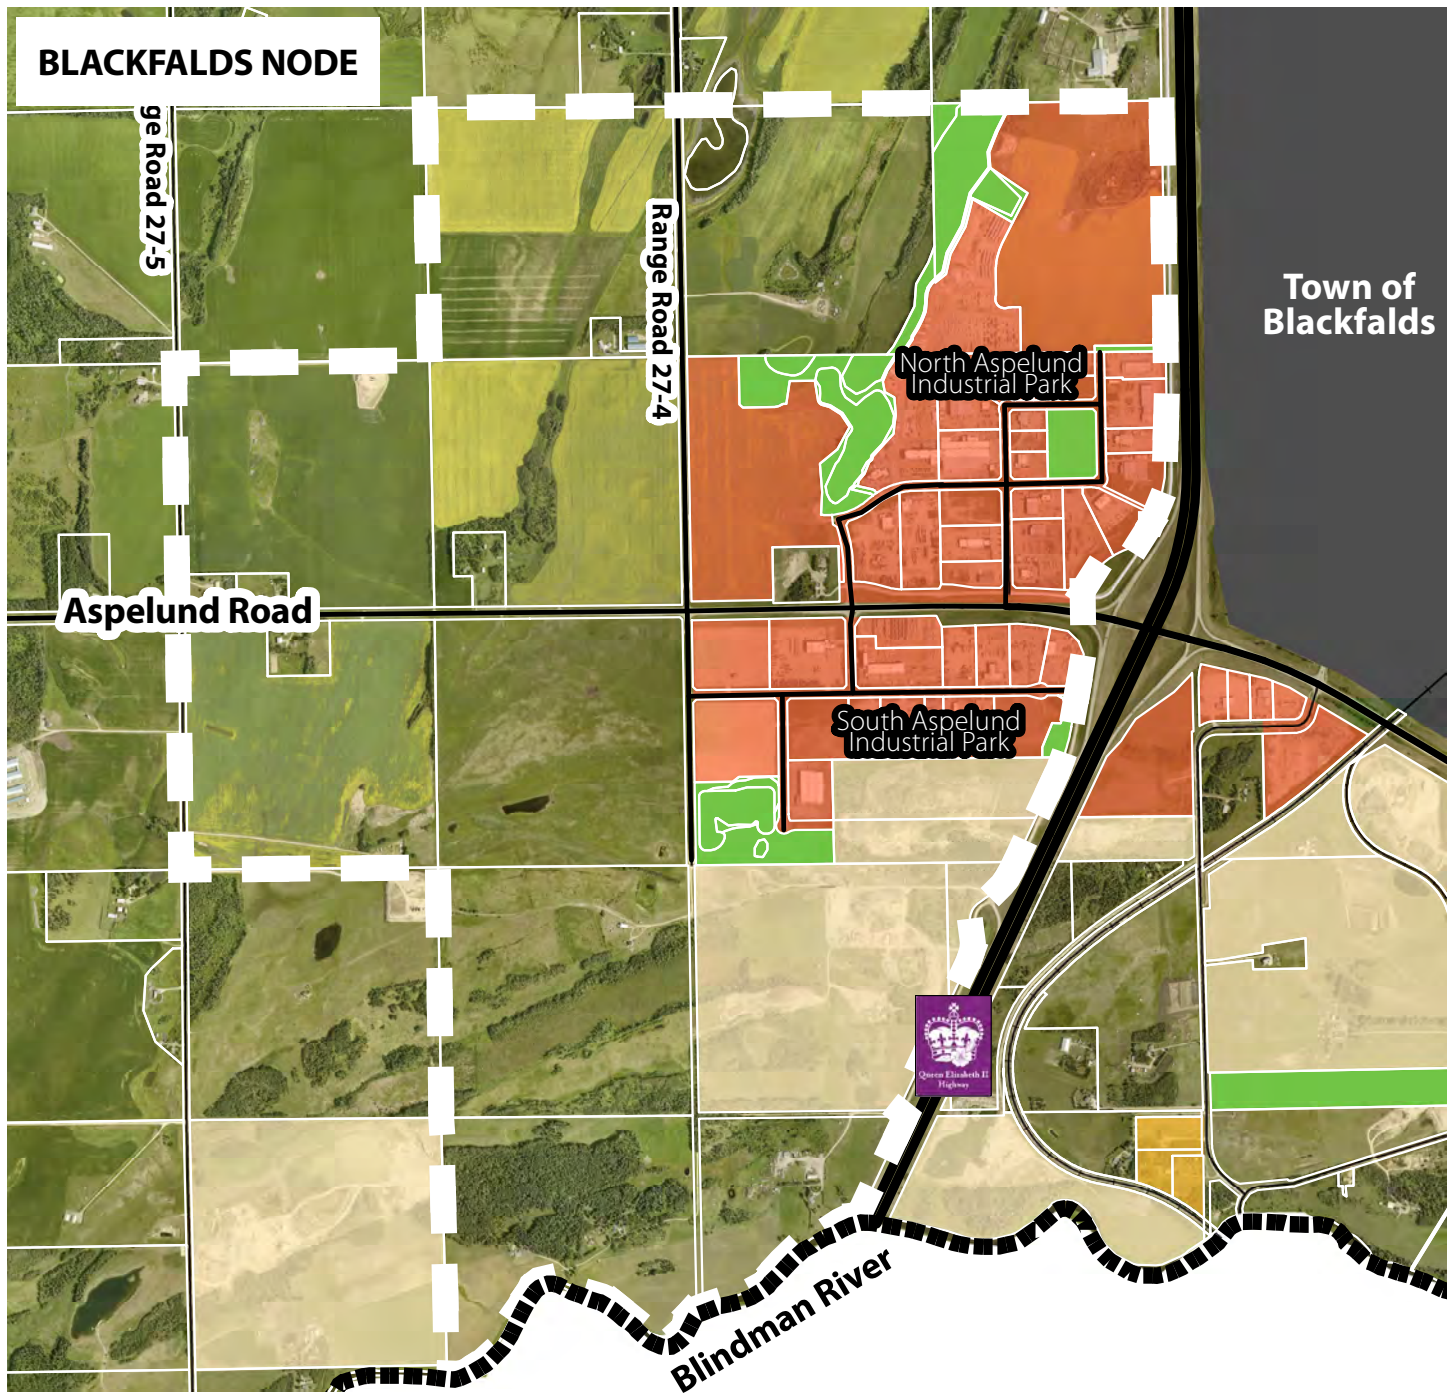 BLACKFALDS NODE
ge Road 27-5
Range Road 27-4
Town of
Blackfalds
North Aspelund
Industrial Park
Aspelund Road
South Aspelund
Industrial Park
Queen Elizabeth II
Highway
Blindman River